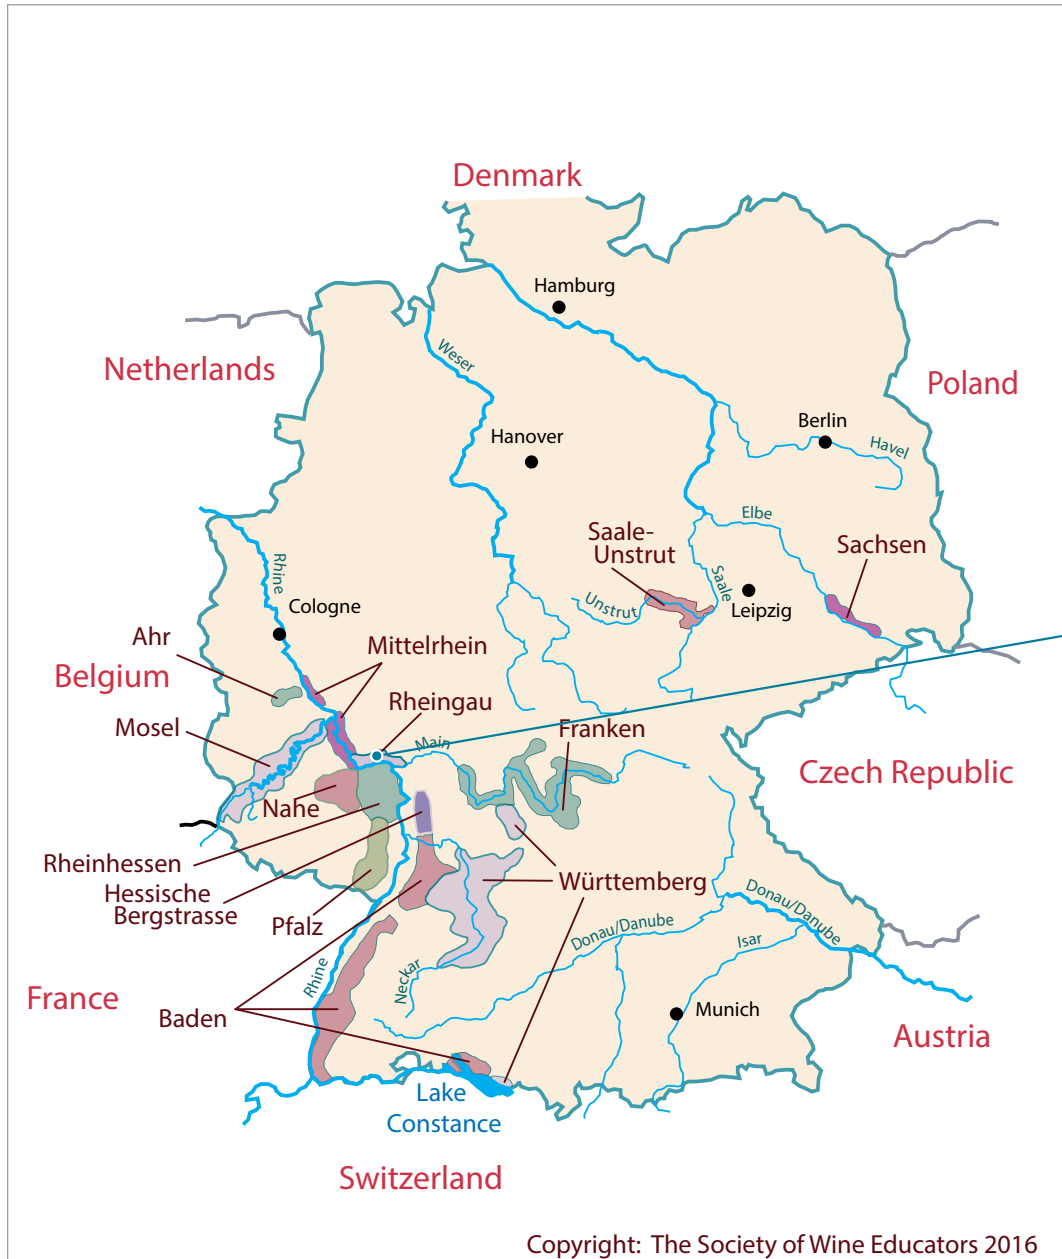 Denmark
Hamburg
Netherlands
Weser
Poland
Berlin
Hanover
Havel
Elbe
Saale-
Unstrut
Sachsen
Rhine
Saale
Cologne
Unstrut
Leipzig
Ahr
Mittelrhein
Belgium
Rheingau
Mosel
Main
Franken
Czech Republic
Nahe
Rheinhessen
Hessische
Bergstrasse
Württemberg
Pfalz
Donau/Danube
Donau/Danube
Isar
Rhine
Neckar
France
Baden
Munich
Austria
Lake
Constance
Switzerland
Copyright: The Society of Wine Educators 2016